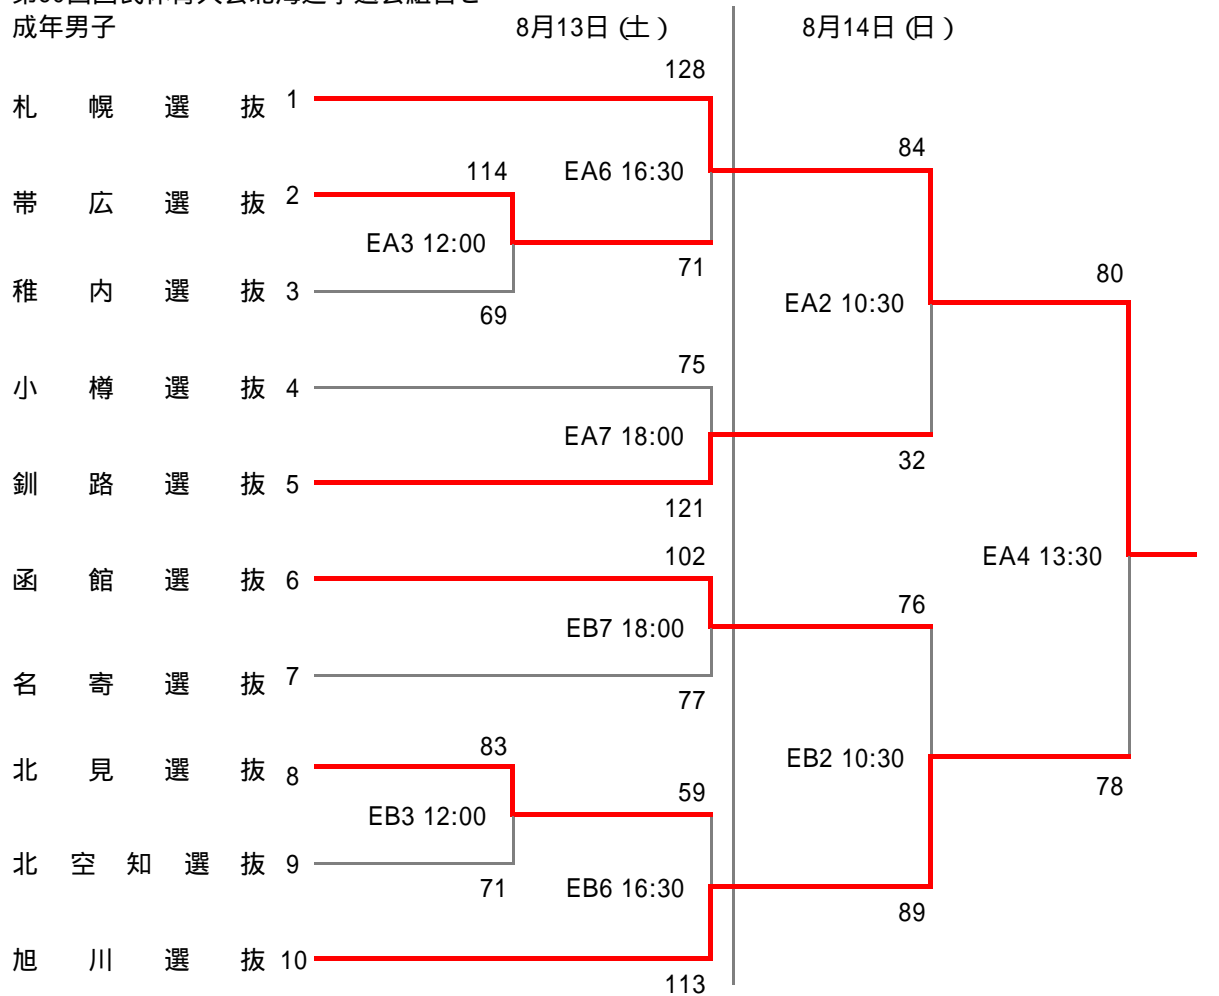 成年男子 8月13日(土) 8月14日(日)
128
札幌選抜 1
84
114 EA6 16:30
帯広選抜 2
EA3 12:00
71 80
稚内選抜 3
EA2 10:30
69
75
小樽選抜 4
EA7 18:00
32
釧路選抜 5
121
102 EA4 13:30
函館選抜 6
76
EB7 18:00
名寄選抜 7
77
83
EB2 10:30
北見選抜 8
59 78
EB3 12:00
北空知選抜 9
71 EB6 16:30
89
旭川選抜 10
113